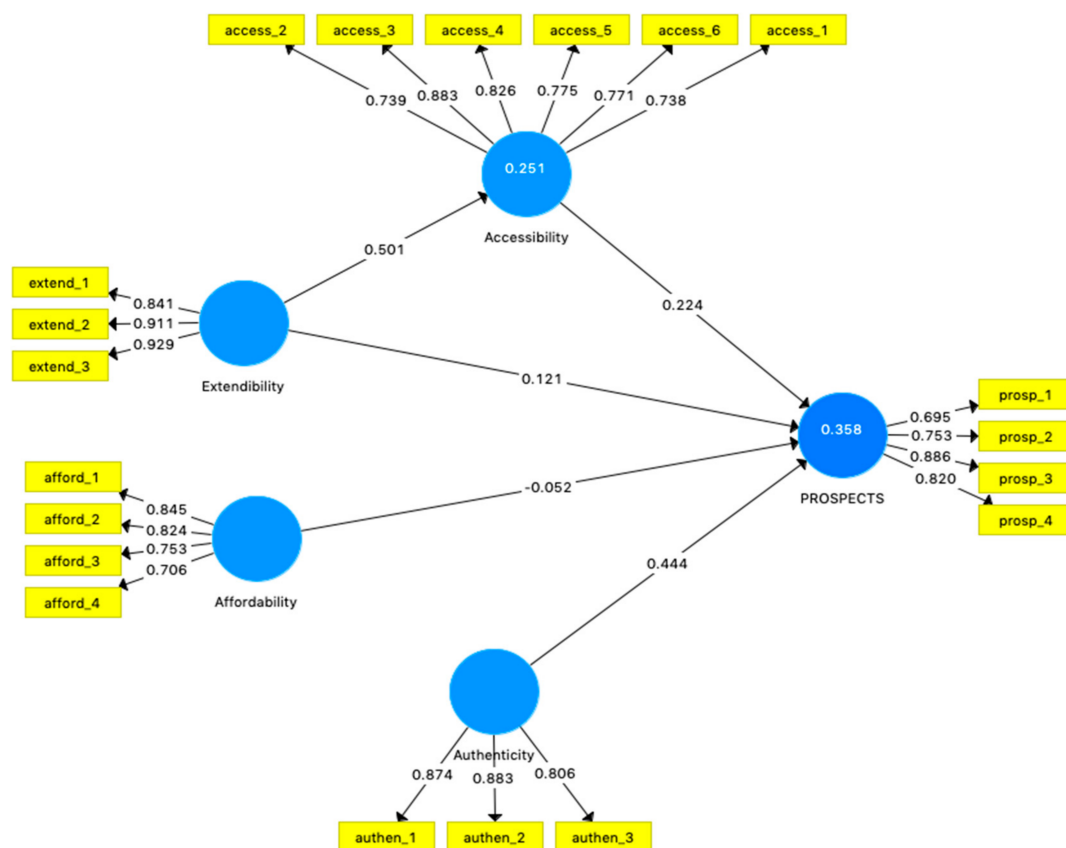 access_2 access_3 access_4 access_5 access_6 access_1
0.739 0.883 0.826 0.775 0.771 0.738
0.251
Accessibility
0.501
0.224
extend_1
extend_2
extend_3
0.841
0.911
0.929
Extendibility
0.121
0.358
PROSPECTS
0.695
0.753
0.886
0.820
prosp_1
prosp_2
prosp_3
prosp_4
afford_1
afford_2
afford_3
afford_4
0.845
0.824
0.753
0.706
Affordability
-0.052
0.444
Authenticity
0.874 0.883 0.806
authen_1 authen_2 authen_3